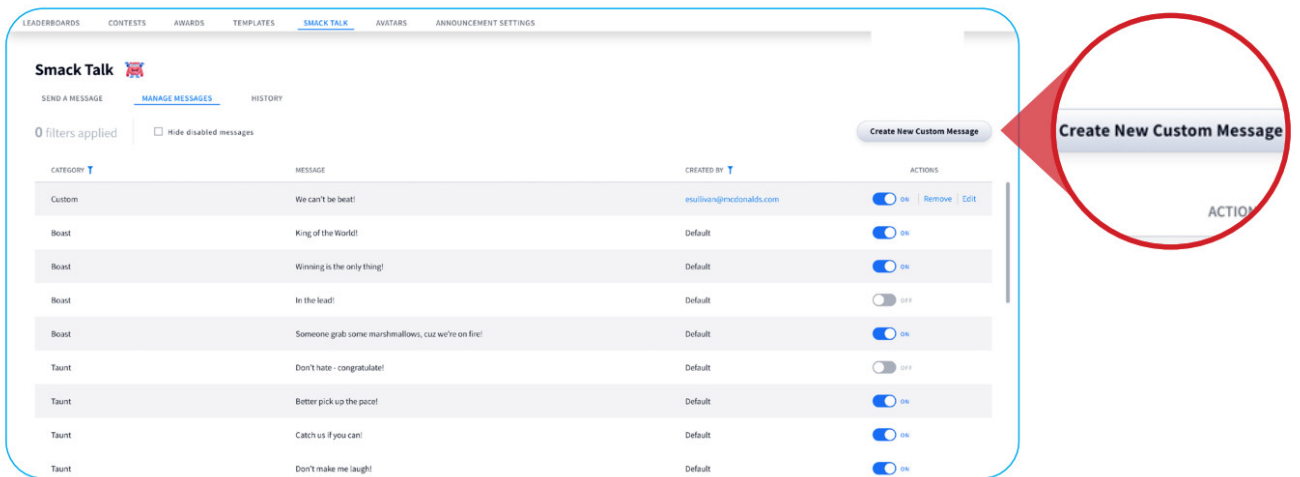 LEADERBOARDS CONTESTS AWARDS TEMPLATES SMACK TALK AVATARS ANNOUNCEMENT SETTINGS
Smack Talk
SEND A MESSAGE MANAGE MESSAGES HISTORY
0 filters applied Hide disabled messages Create New Custom Message
CATEGORY MESSAGE CREATED BY ACTIONS
Custom We can't be beat! esullivan@mcdonalds.com ON Remove Edit
Boast King of the World! Default ON
Boast Winning is the only thing! Default ON
Boast In the lead! Default OFF
Boast Someone grab some marshmallows, cuz we're on fire! Default ON
Taunt Don't hate - congratulate! Default OFF
Taunt Better pick up the pace! Default ON
Taunt Catch us if you can! Default ON
Taunt Don't make me laugh! Default ON
Create New Custom Message
ACTION